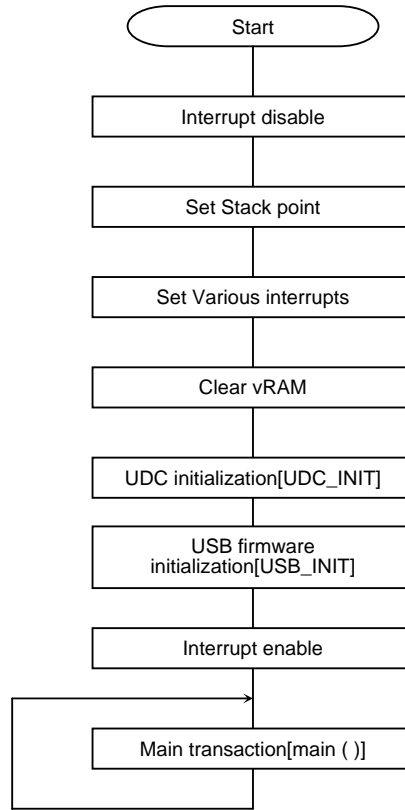 Start
Interrupt disable
Set Stack point
Set Various interrupts
Clear vRAM
UDC initialization[UDC_INIT]
USB firmware
initialization[USB_INIT]
Interrupt enable
Main transaction[main ( )]